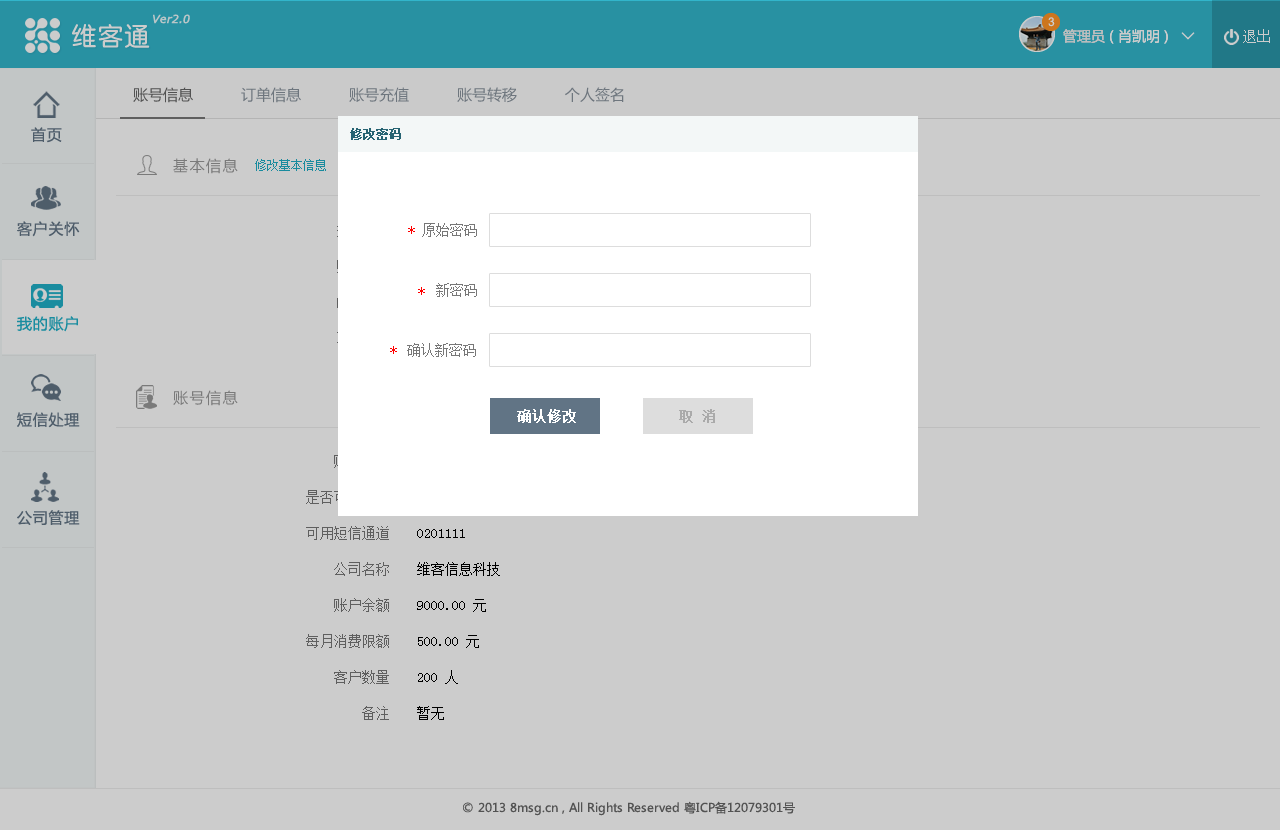 维客通 Ver2.0
3
管理员（肖凯明）
退出
首页
客户关怀
我的账户
短信处理
公司管理
账号信息 订单信息 账号充值 账号转移 个人签名
基本信息 修改基本信息
修改密码
* 原始密码
* 新密码
* 确认新密码
确认修改 取 消
账号信息
是否
可用短信通道 0201111
公司名称 维客信息科技
账户余额 9000.00 元
每月消费限额 500.00 元
客户数量 200 人
备注 暂无
© 2013 8msg.cn , All Rights Reserved 粤ICP备12079301号